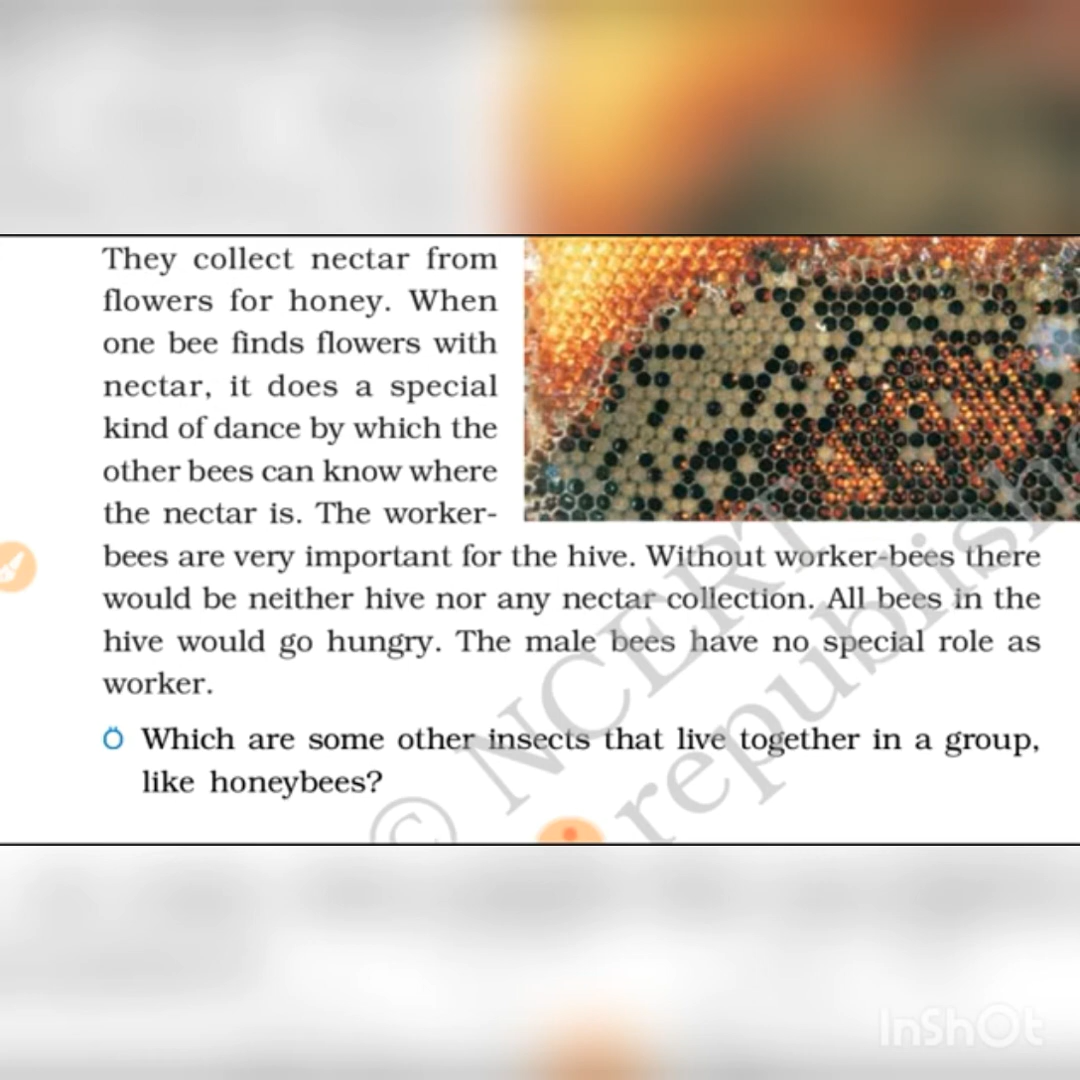 They collect nectar from
flowers for honey. When
one bee finds flowers with
nectar, it does a special
kind of dance by which the
other bees can know where
the nectar is. The worker-
bees are very important for the hive. Without worker-bees there
would be neither hive nor any nectar collection. All bees in the
hive would go hungry. The male bees have no special role as
worker.
Ö Which are some other insects that live together in a group,
like honeybees?
© NCERT
republish
InShOt